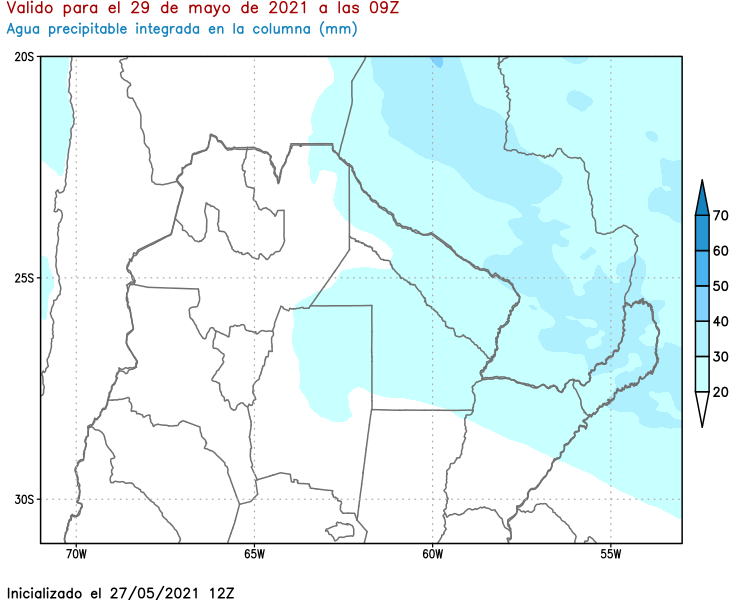 Valido para el 29 de mayo de 2021 a las 09Z
Agua precipitable integrada en la columna (mm)
20S
25S
30S
70W
65W
60W
55W
70
60
50
40
30
20
Inicializado el 27/05/2021 12Z